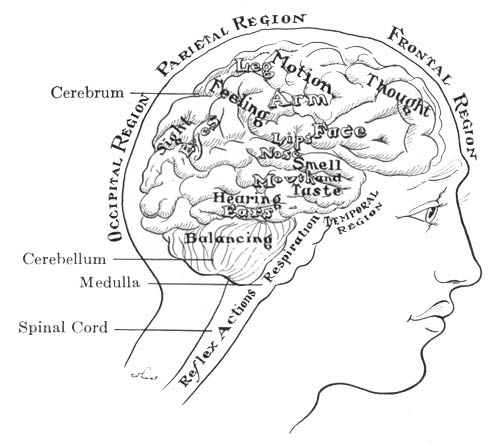 PARIETAL REGION
FRONTAL REGION
OCCIPITAL REGION
Cerebrum
Leg
Motion
Thought
Feeling
Arm
Sight
Eyes
Lips
Face
Nose
Smell
Mouth and
Taste
Hearing
Ears
TEMPORAL
REGION
Balancing
Respiration
Cerebellum
Medulla
Spinal Cord
Reflex Actions